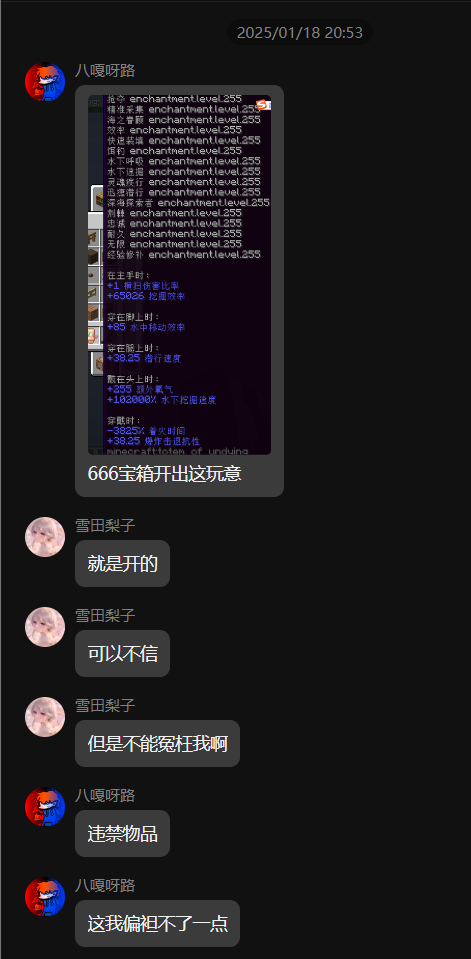 2025/01/18 20:53
八嘎呀路
抢夺 enchantment.level.255
精准采集 enchantment.level.255
海之眷顾 enchantment.level.255
效率 enchantment.level.255
快速装填 enchantment.level.255
饵钓 enchantment.level.255
水下呼吸 enchantment.level.255
水下速掘 enchantment.level.255
灵魂疾行 enchantment.level.255
迅捷潜行 enchantment.level.255
深海探索者 enchantment.level.255
荆棘 enchantment.level.255
忠诚 enchantment.level.255
耐久 enchantment.level.255
无限 enchantment.level.255
经验修补 enchantment.level.255
在主手时：
+1 横扫伤害比率
+65026 挖掘效率
穿在脚上时：
+85 水中移动效率
穿在腿上时：
+38.25 潜行速度
戴在头上时：
+255 额外氧气
+102000% 水下挖掘速度
穿戴时：
-3825% 着火时间
+38.25 爆炸击退抗性
minecraft:totem_of_undying
666宝箱开出这玩意
雪田梨子
就是开的
雪田梨子
可以不信
雪田梨子
但是不能冤枉我啊
八嘎呀路
违禁物品
八嘎呀路
这我偏袒不了一点